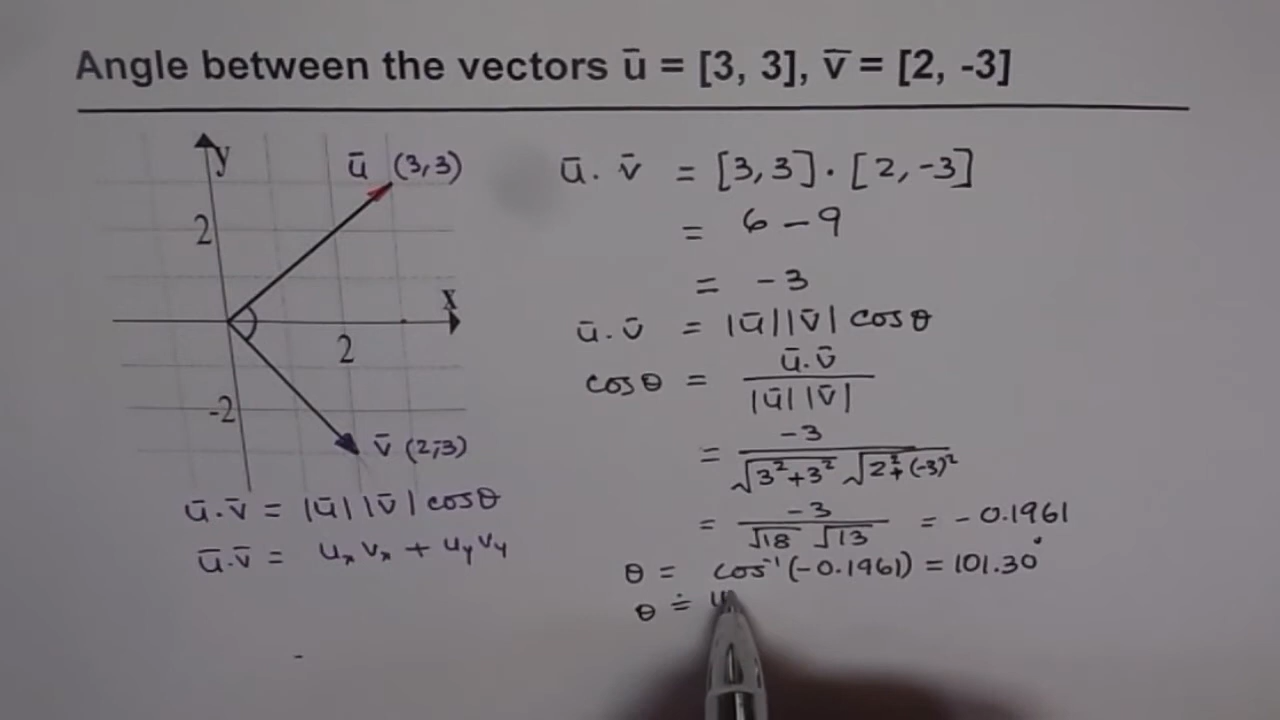 Angle between the vectors ū = [3, 3], v̄ = [2, -3]
y
ū (3,3)
2
x
2
-2
v̄ (2,-3)
ū.v̄ = |ū||v̄| cosθ
ū.v̄ = uₓvₓ + u_y v_y
ū. v̄ = [3,3]·[2,-3]
= 6 - 9
= -3
ū.v̄ = |ū||v̄| cosθ
cosθ = ū.v̄ / |ū||v̄|
= -3 / √3²+3² √2²+(-3)²
= -3 / √18 √13 = -0.1961
θ = cos⁻¹(-0.1961) = 101.30°
θ ≐